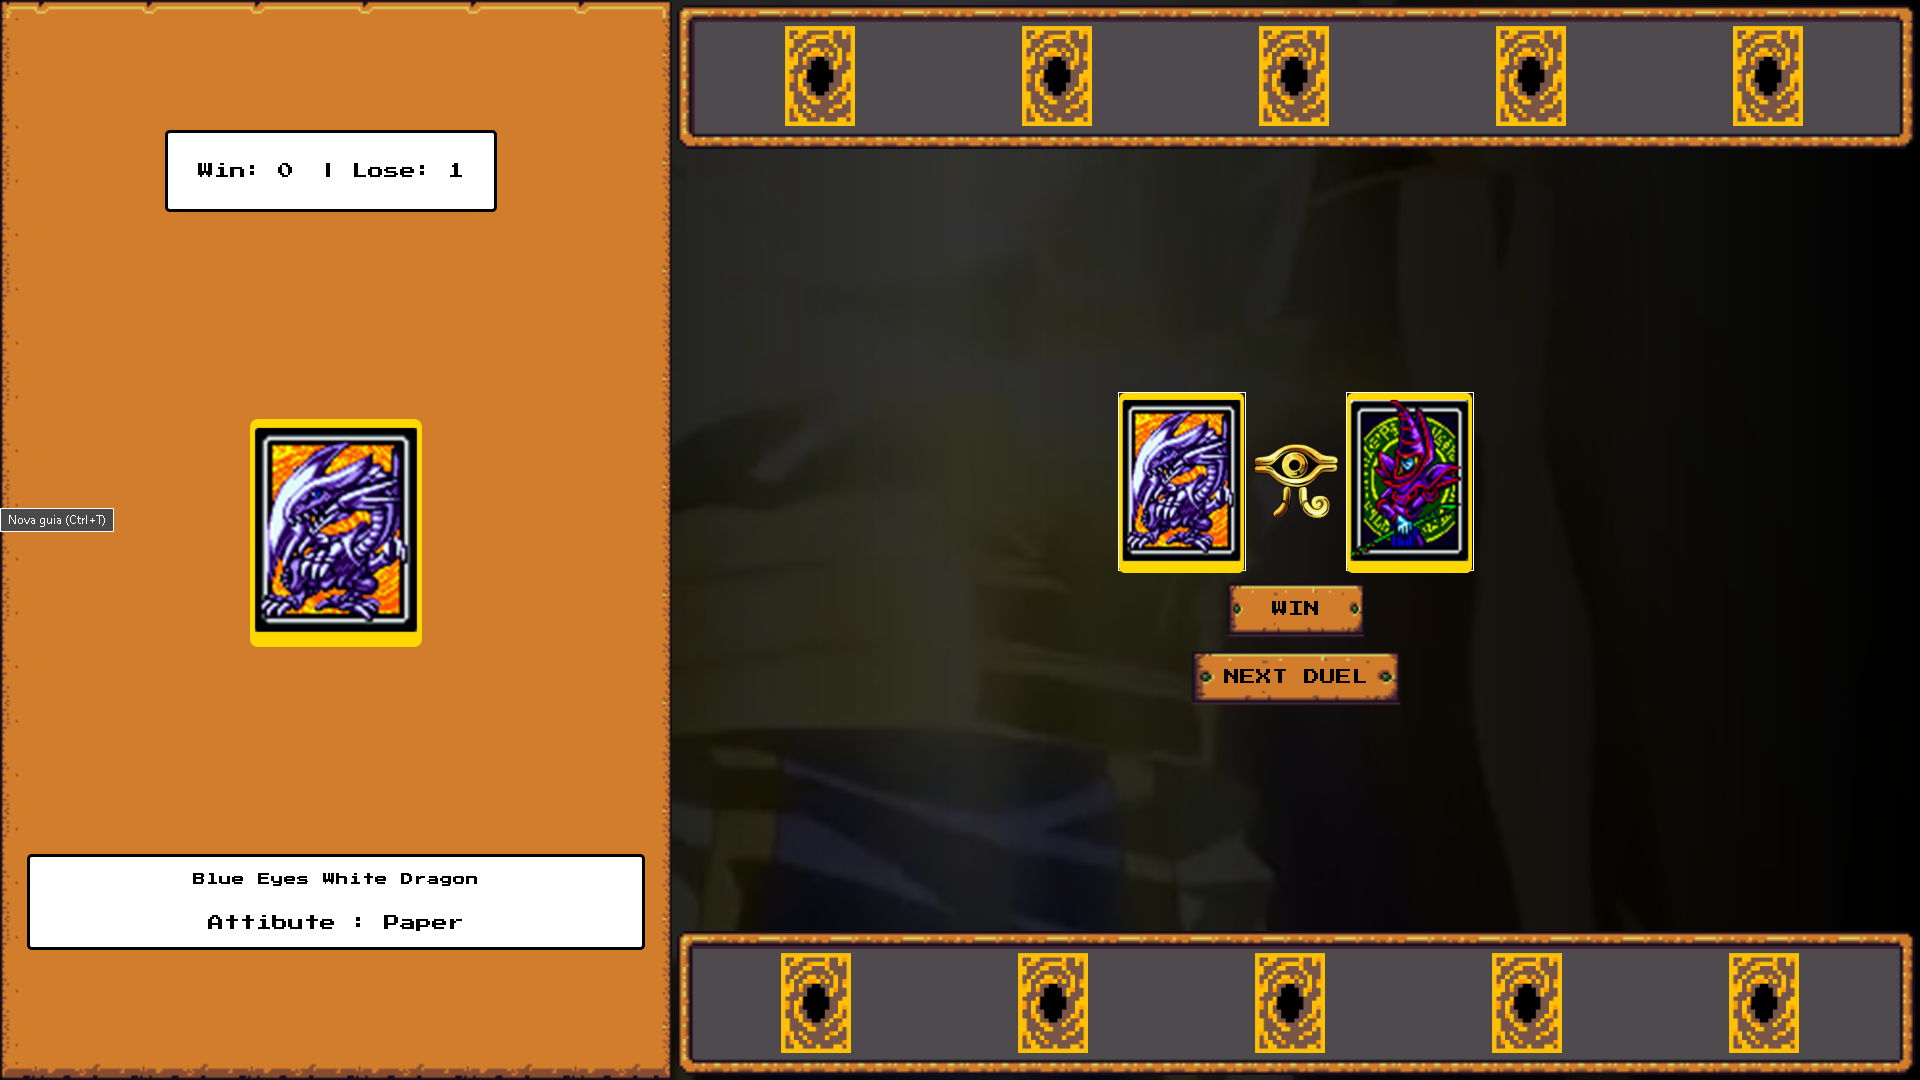 Win: 0 | Lose: 1
Nova guia (Ctrl+T)
WIN
NEXT DUEL
Blue Eyes White Dragon
Attibute : Paper